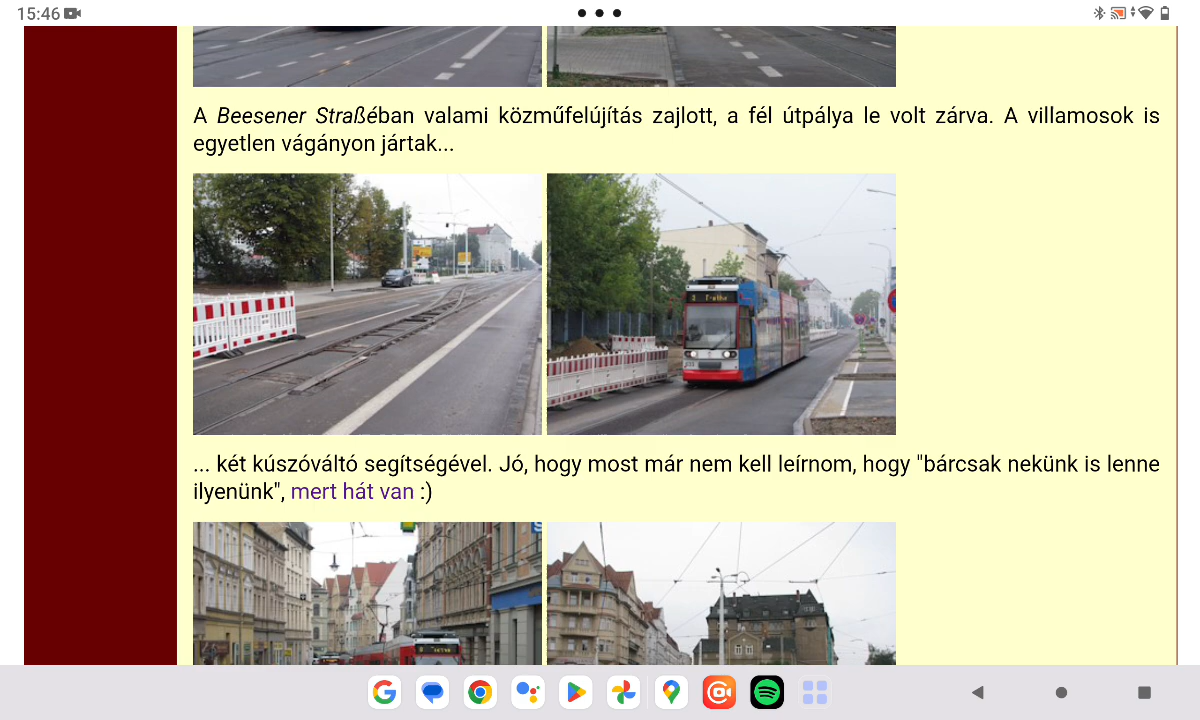 15:46
A Beesener Straßéban valami közműfelújítás zajlott, a fél útpálya le volt zárva. A villamosok is
egyetlen vágányon jártak...
... két kúszóváltó segítségével. Jó, hogy most már nem kell leírnom, hogy "bárcsak nekünk is lenne
ilyenünk", mert hát van :)